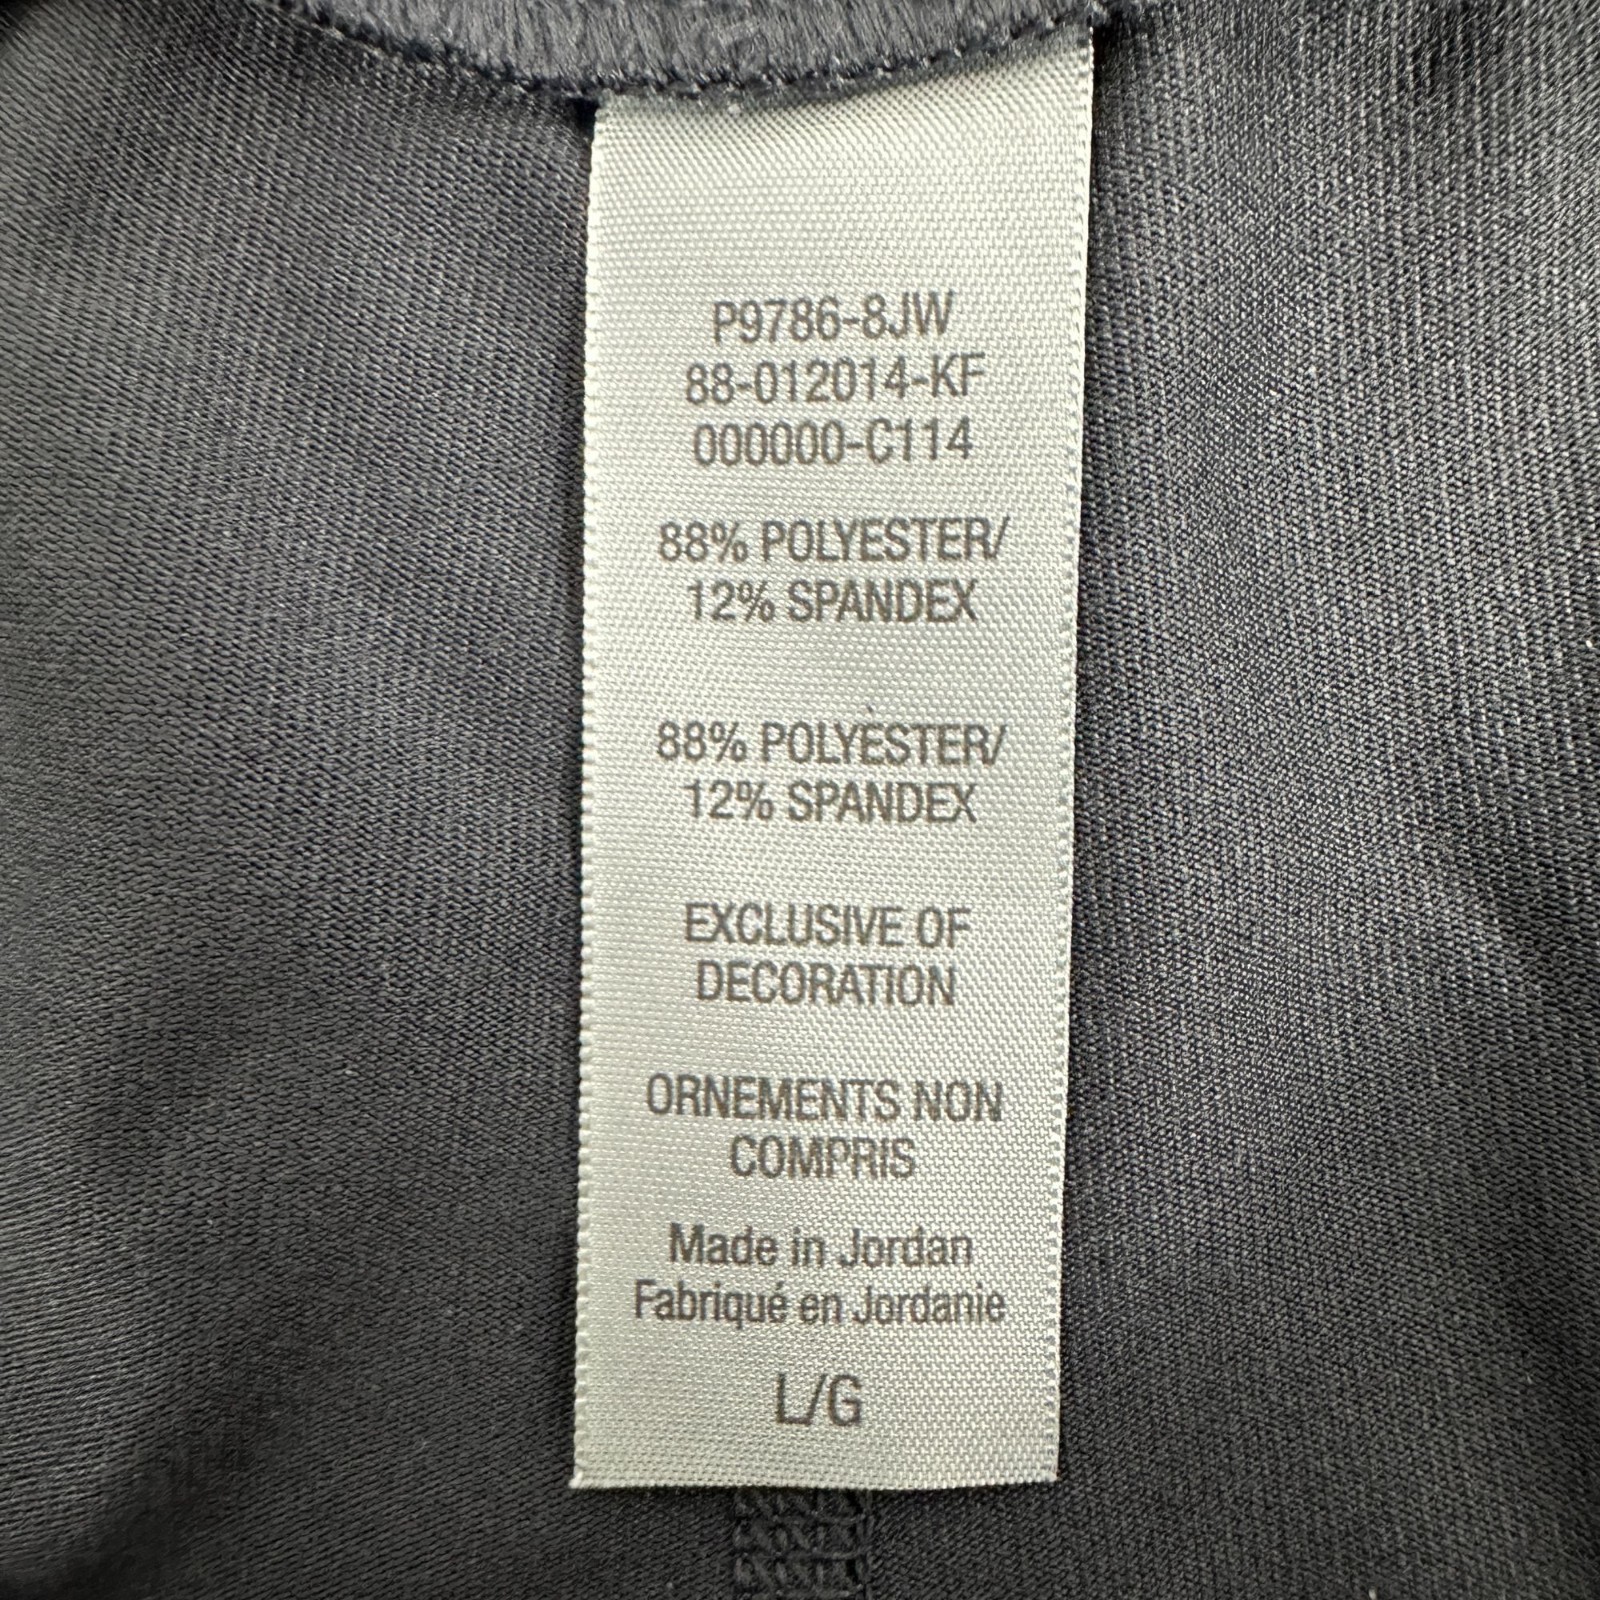 P9786-8JW
88-012014-KF
000000-C114
88% POLYESTER/
12% SPANDEX
88% POLYESTER/
12% SPANDEX
EXCLUSIVE OF
DECORATION
ORNEMENTS NON
COMPRIS
Made in Jordan
Fabriqué en Jordanie
L/G